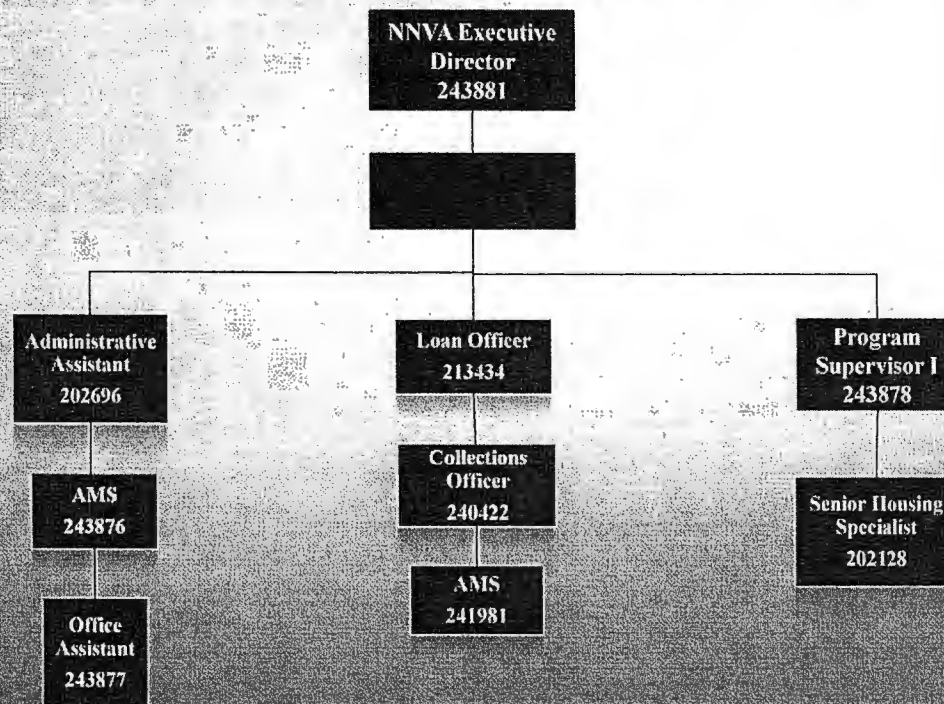 NNVA Executive
Director
243881
Administrative
Assistant
202696
AMS
243876
Office
Assistant
243877
Loan Officer
213434
Collections
Officer
240422
AMS
241981
Program
Supervisor I
243878
Senior Housing
Specialist
202128